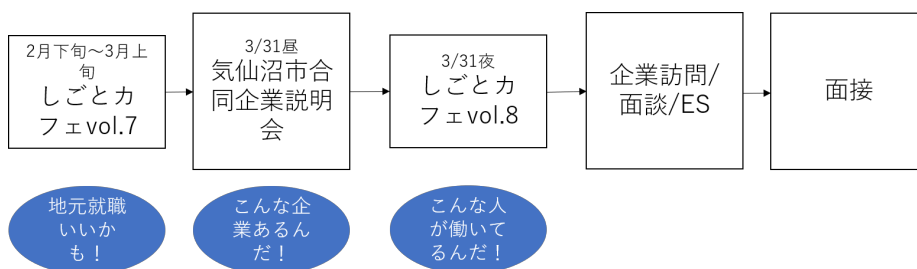 2月下旬～3月上
旬
しごとカ
フェvol.7
3/31昼
気仙沼市合
同企業説明
会
3/31夜
しごとカ
フェvol.8
企業訪問/
面談/ES
面接
地元就職
いいか
も！
こんな企
業あるん
だ！
こんな人
が働いて
るんだ！